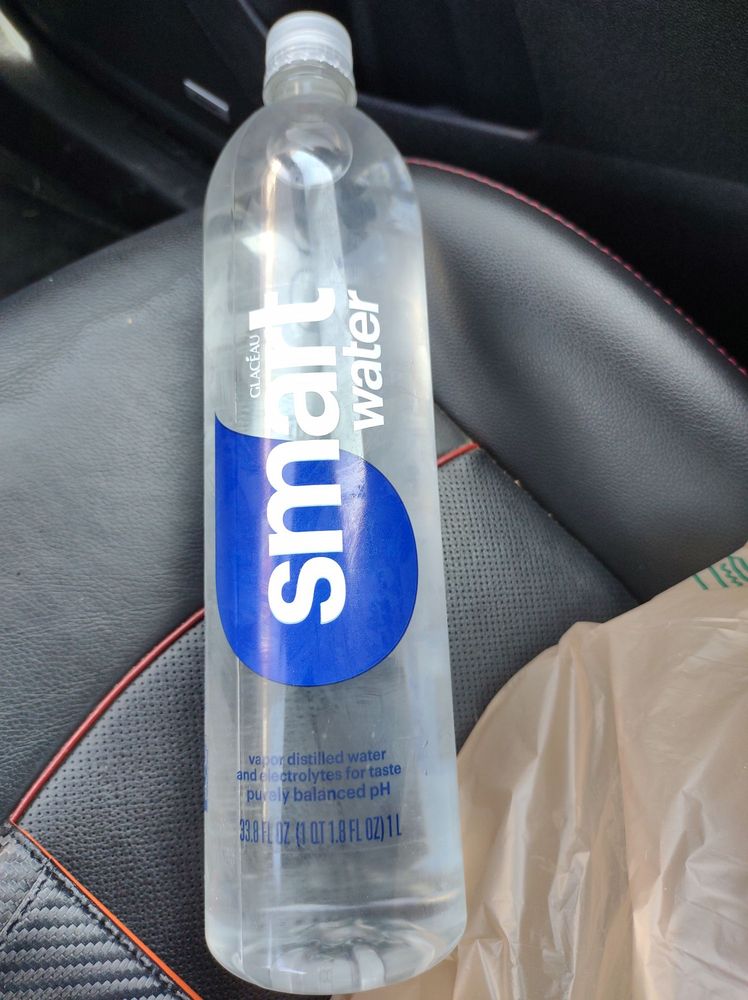 GLACÉAU
smart
water
vapor distilled water
and electrolytes for taste
purely balanced pH
33.8 FL OZ (1 QT 1.8 FL OZ) 1 L